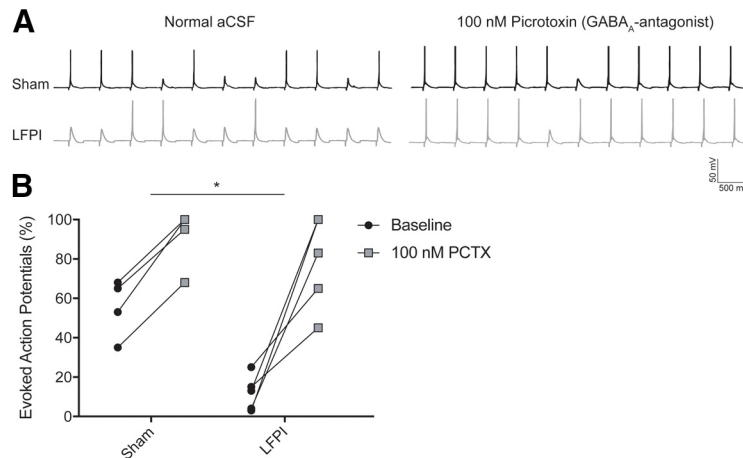 A
Normal aCSF
100 nM Picrotoxin (GABAA-antagonist)
Sham
LFPI
50 mV
500 m
B
*
Evoked Action Potentials (%)
100
80
60
40
20
0
Sham
LFPI
Baseline
100 nM PCTX